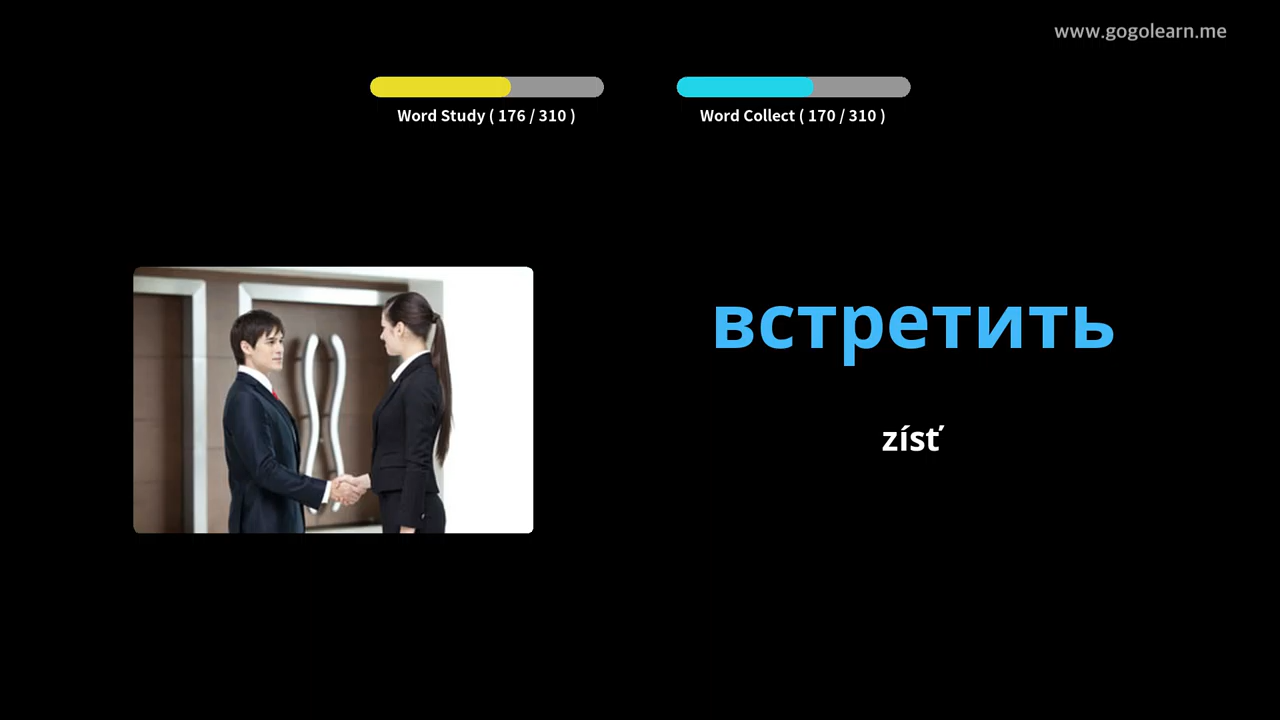 www.gogolearn.me
Word Study ( 176 / 310 )
Word Collect ( 170 / 310 )
встретить
zísť